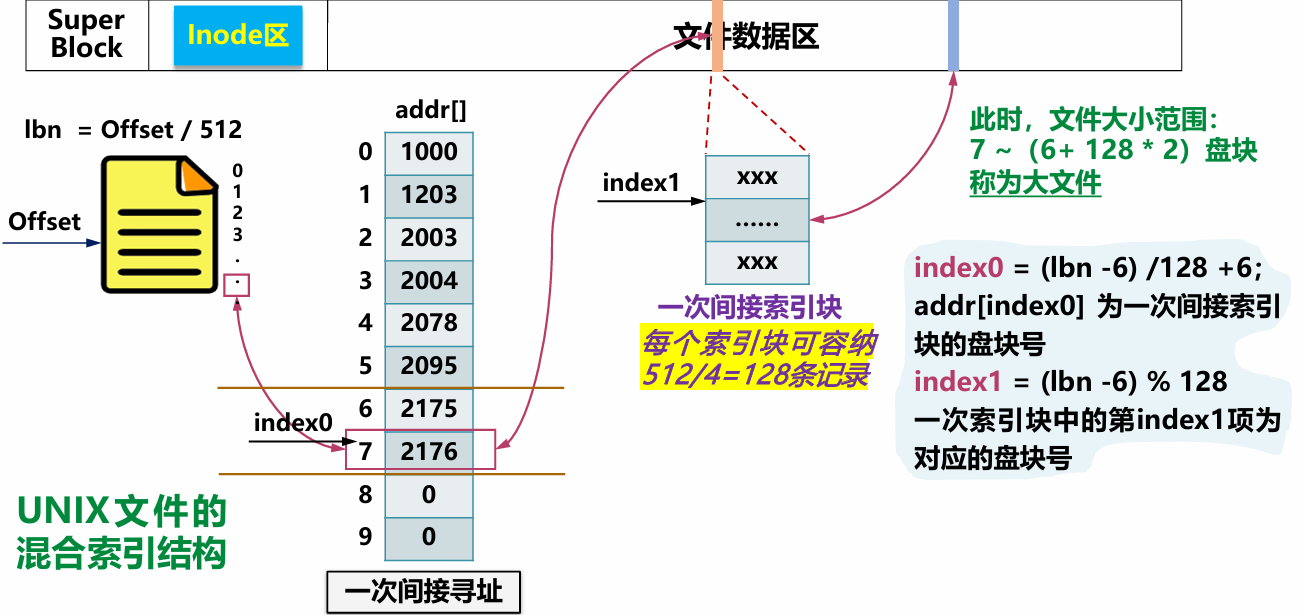 Super
Block
Inode区
文件数据区
lbn = Offset / 512
Offset
0
1
2
3
.
.
.
addr[]
0 1000
1 1203
2 2003
3 2004
4 2078
5 2095
6 2175
index0
7 2176
8 0
9 0
一次间接寻址
UNIX文件的
混合索引结构
index1
xxx
......
xxx
一次间接索引块
每个索引块可容纳
512/4=128条记录
此时，文件大小范围：
7 ~（6+ 128 * 2）盘块
称为大文件
index0 = (lbn -6) /128 +6;
addr[index0] 为一次间接索引
块的盘块号
index1 = (lbn -6) % 128
一次索引块中的第index1项为
对应的盘块号